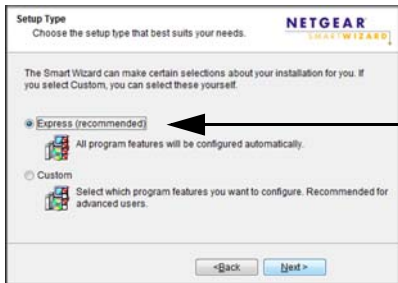 Setup Type
Choose the setup type that best suits your needs.
NETGEAR
SMARTWIZARD
The Smart Wizard can make certain selections about your installation for you. If
you select Custom, you can select these yourself.
Express (recommended)
All program features will be configured automatically.
Custom
Select which program features you want to configure. Recommended for
advanced users.
<Back
Next >